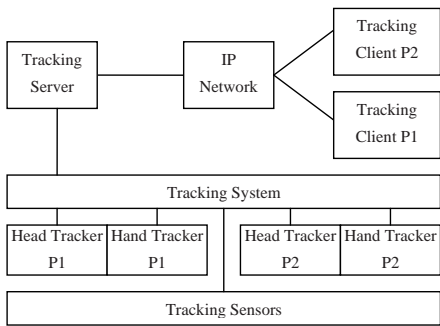 Tracking
Server
IP
Network
Tracking
Client P2
Tracking
Client P1
Tracking System
Head Tracker
P1
Hand Tracker
P1
Head Tracker
P2
Hand Tracker
P2
Tracking Sensors